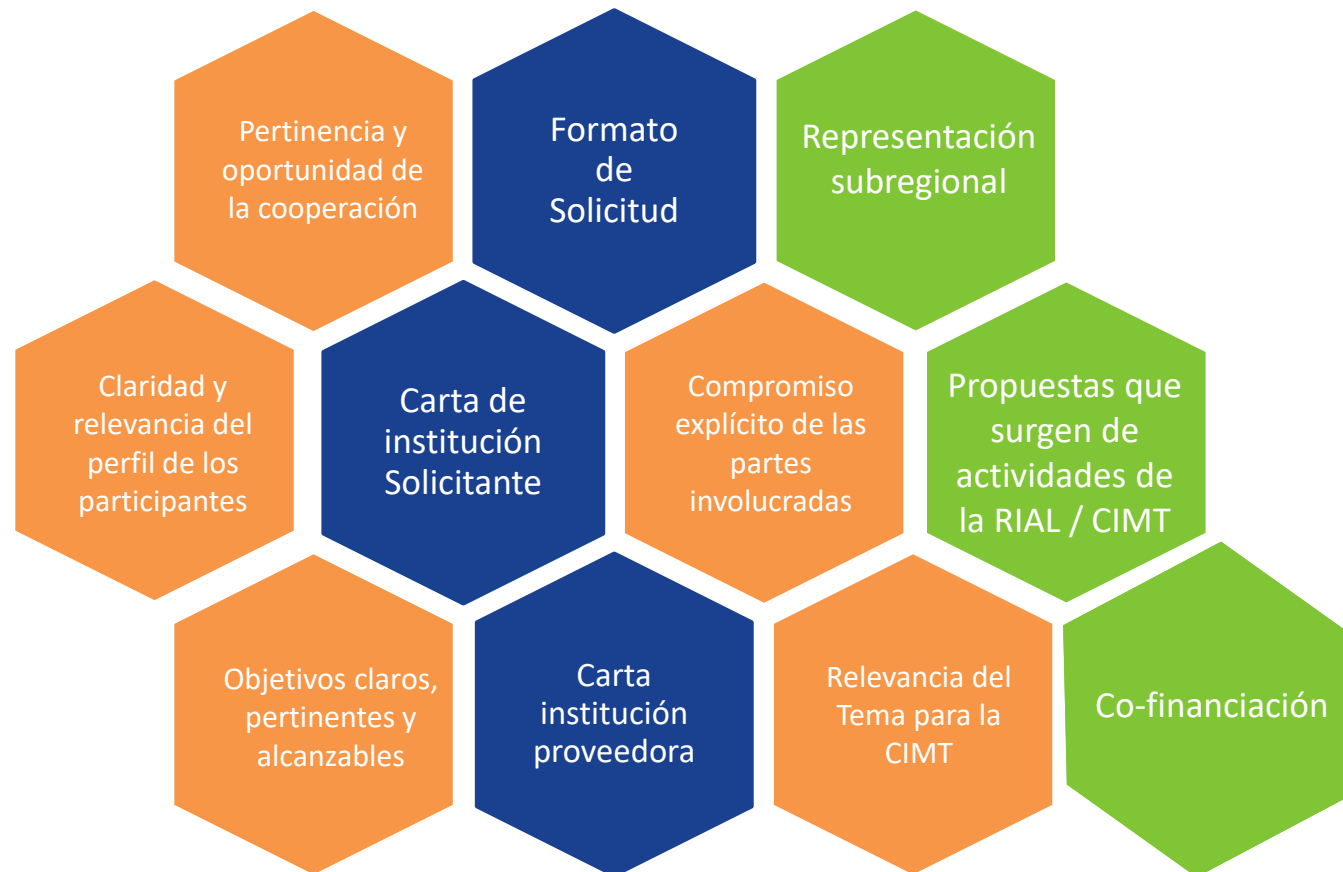 Pertinencia y
oportunidad de
la cooperación
Formato
de
Solicitud
Representación
subregional
Claridad y
relevancia del
perfil de los
participantes
Carta de
institución
Solicitante
Compromiso
explícito de las
partes
involucradas
Propuestas que
surgen de
actividades de
la RIAL / CIMT
Objetivos claros,
pertinentes y
alcanzables
Carta
institución
proveedora
Relevancia del
Tema para la
CIMT
Co-financiación